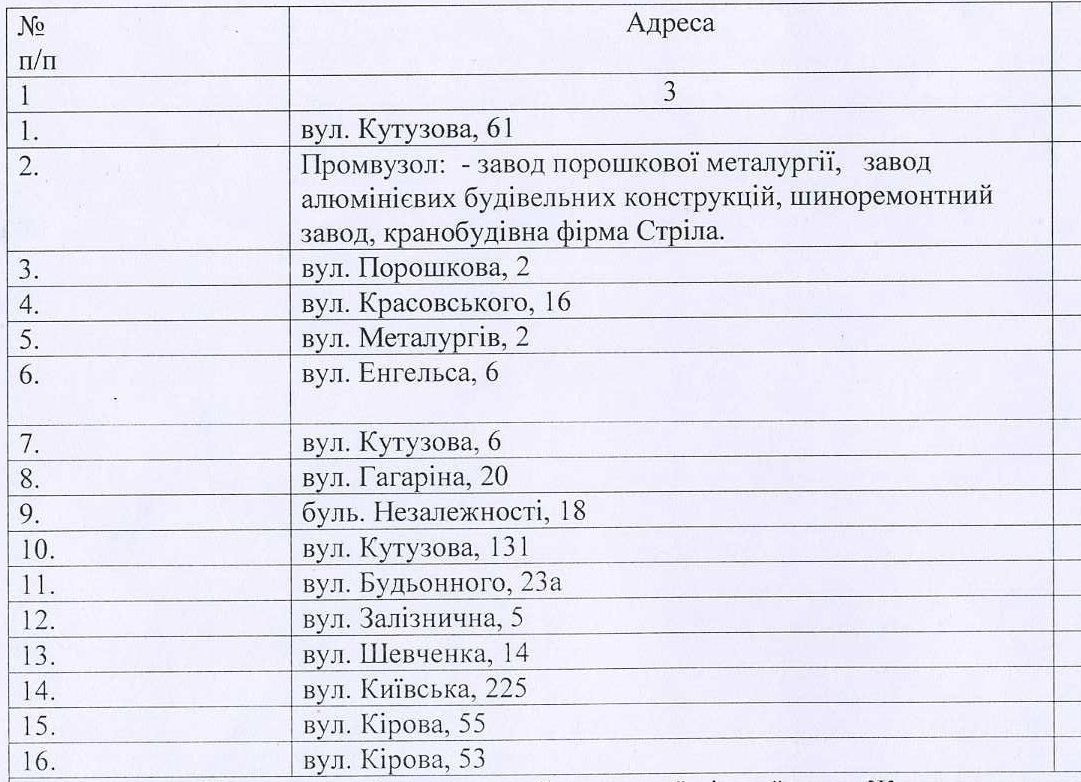 № Адреса
п/п
1 3
1. вул. Кутузова, 61
2. Промвузол: - завод порошкової металургії, завод
алюмінієвих будівельних конструкцій, шиноремонтний
завод, кранобудівна фірма Стріла.
3. вул. Порошкова, 2
4. вул. Красовського, 16
5. вул. Металургів, 2
6. вул. Енгельса, 6
7. вул. Кутузова, 6
8. вул. Гагаріна, 20
9. буль. Незалежності, 18
10. вул. Кутузова, 131
11. вул. Будьонного, 23а
12. вул. Залізнична, 5
13. вул. Шевченка, 14
14. вул. Київська, 225
15. вул. Кірова, 55
16. вул. Кірова, 53